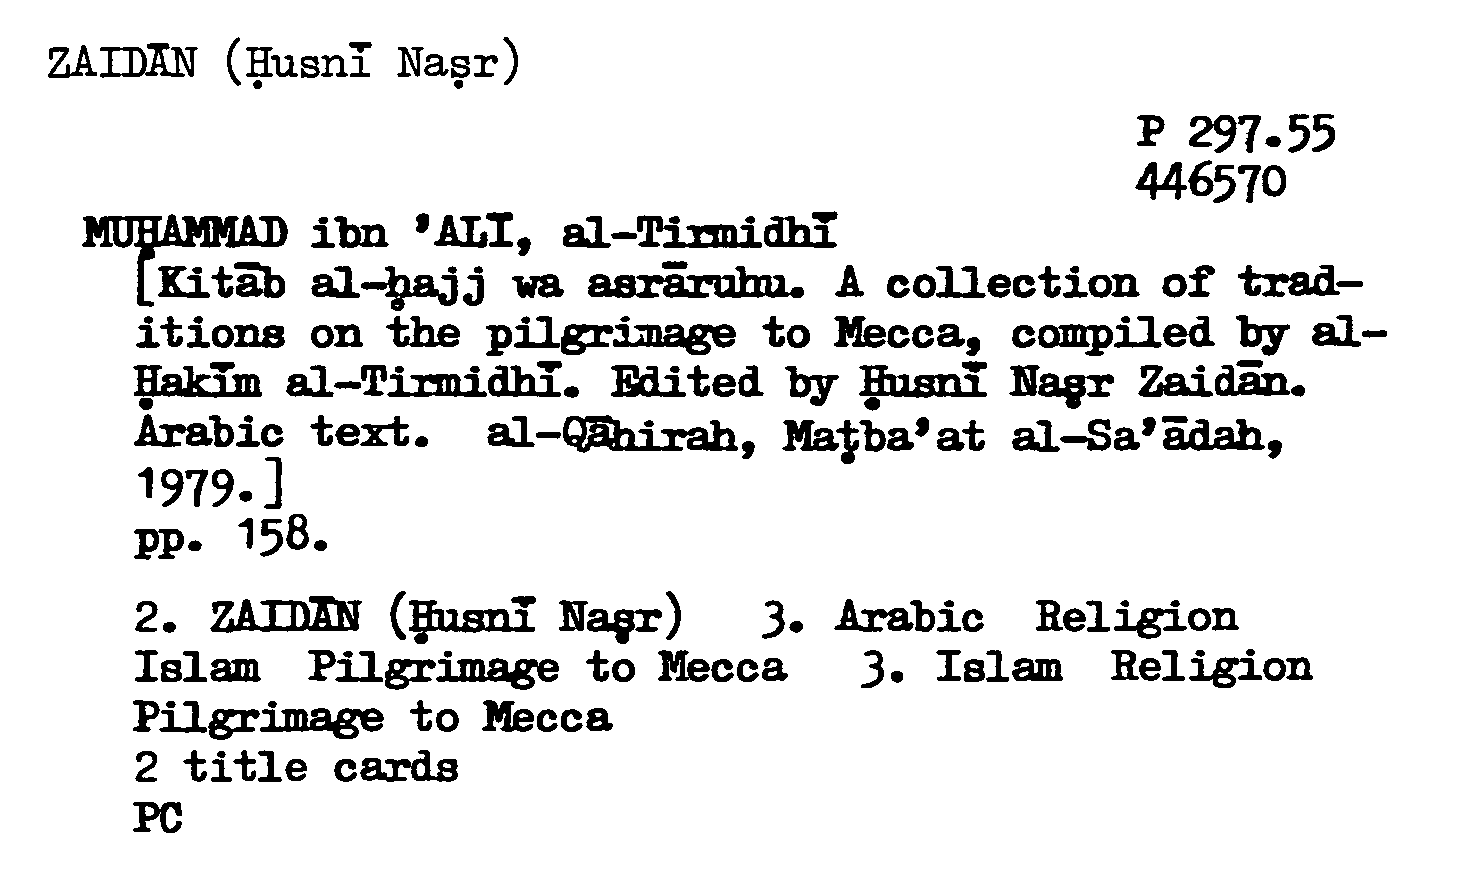 ZAIDĀN (Ḥusnī Naṣr)
P 297.55
446570
MUḤAMMAD ibn 'ALĪ, al-Tirmidhī
[Kitāb al-ḥajj wa asrāruhu. A collection of trad-
itions on the pilgrimage to Mecca, compiled by al-
Ḥakīm al-Tirmidhī. Edited by Ḥusnī Naṣr Zaidān.
Arabic text. al-Qāhirah, Maṭba'at al-Sa'ādah,
1979.]
pp. 158.
2. ZAIDĀN (Ḥusnī Naṣr) 3. Arabic Religion
Islam Pilgrimage to Mecca 3. Islam Religion
Pilgrimage to Mecca
2 title cards
PC